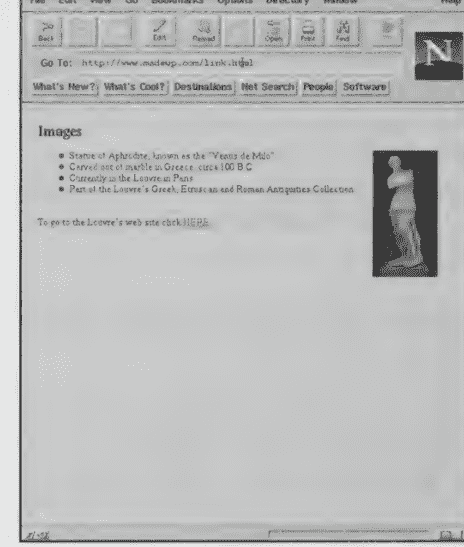 File Edit View Go Bookmarks Options Directory Window Help
Back Edit Reload Open Print Find
N
Go To: http://www.madeup.com/link.html
What's New? What's Cool? Destinations Net Search People Software
Images
Statue of Aphrodite, known as the "Venus de Milo"
Carved out of marble in Greece, circa 100 B.C.
Currently in the Louvre in Paris
Part of the Louvre's Greek, Etruscan and Roman Antiquities Collection
To go to the Louvre's web site click HERE